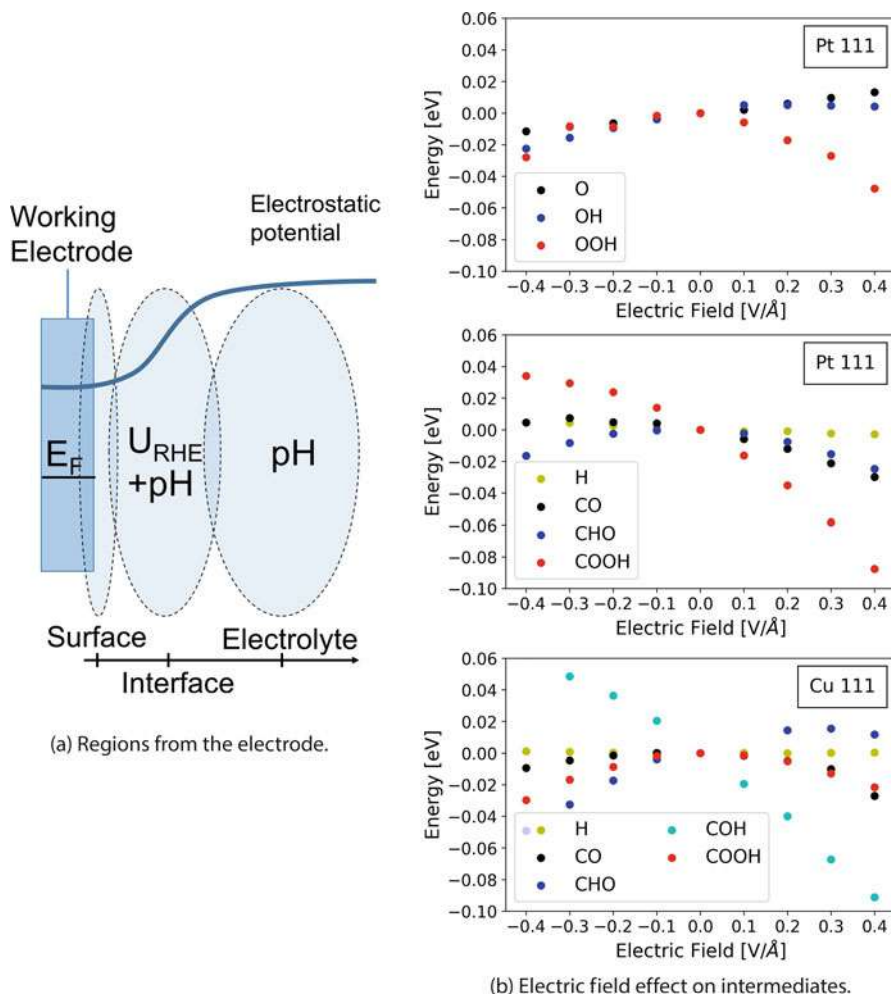 Working
Electrode
Electrostatic
potential
E_F
U_RHE
+pH
pH
Surface
Interface
Electrolyte
(a) Regions from the electrode.
Pt 111
Energy [eV]
0.06
0.04
0.02
0.00
−0.02
−0.04
−0.06
−0.08
−0.10
O
OH
OOH
−0.4 −0.3 −0.2 −0.1 0.0 0.1 0.2 0.3 0.4
Electric Field [V/Å]
Pt 111
Energy [eV]
0.06
0.04
0.02
0.00
−0.02
−0.04
−0.06
−0.08
−0.10
H
CO
CHO
COOH
−0.4 −0.3 −0.2 −0.1 0.0 0.1 0.2 0.3 0.4
Electric Field [V/Å]
Cu 111
Energy [eV]
0.06
0.04
0.02
0.00
−0.02
−0.04
−0.06
−0.08
−0.10
H COH
CO COOH
CHO
−0.4 −0.3 −0.2 −0.1 0.0 0.1 0.2 0.3 0.4
Electric Field [V/Å]
(b) Electric field effect on intermediates.